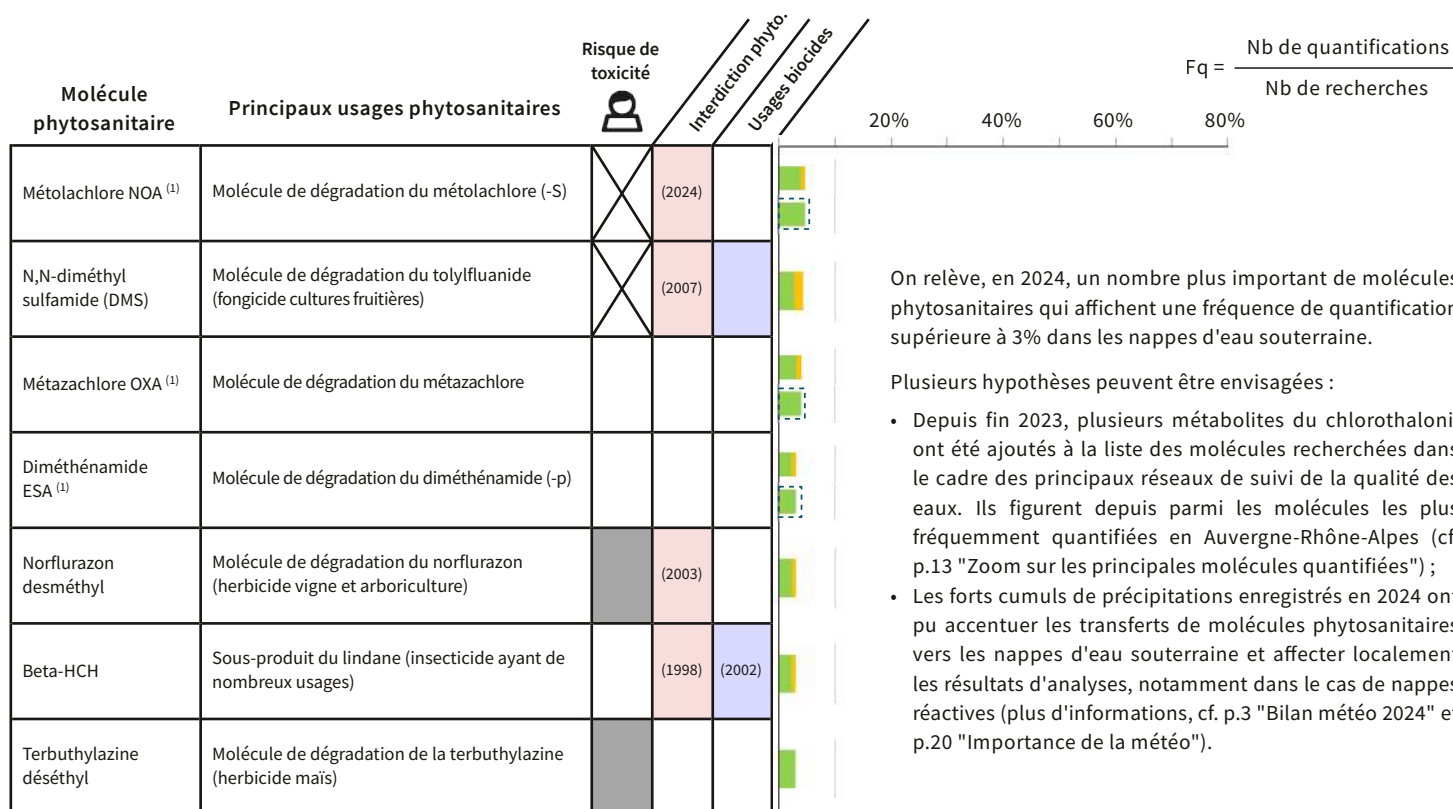 Risque de
toxicité
Interdiction phyto.
Usages biocides
Molécule
phytosanitaire
Principaux usages phytosanitaires
Fq =
Nb de quantifications
Nb de recherches
20% 40% 60% 80%
Métolachlore NOA (1)
Molécule de dégradation du métolachlore (-S)
(2024)
N,N-diméthyl
sulfamide (DMS)
Molécule de dégradation du tolylfluanide
(fongicide cultures fruitières)
(2007)
Métazachlore OXA (1)
Molécule de dégradation du métazachlore
Diméthénamide
ESA (1)
Molécule de dégradation du diméthénamide (-p)
Norflurazon
desméthyl
Molécule de dégradation du norflurazon
(herbicide vigne et arboriculture)
(2003)
Beta-HCH
Sous-produit du lindane (insecticide ayant de
nombreux usages)
(1998)
(2002)
Terbuthylazine
déséthyl
Molécule de dégradation de la terbuthylazine
(herbicide maïs)
On relève, en 2024, un nombre plus important de molécules
phytosanitaires qui affichent une fréquence de quantification
supérieure à 3% dans les nappes d'eau souterraine.
Plusieurs hypothèses peuvent être envisagées :
• Depuis fin 2023, plusieurs métabolites du chlorothaloni
ont été ajoutés à la liste des molécules recherchées dans
le cadre des principaux réseaux de suivi de la qualité des
eaux. Ils figurent depuis parmi les molécules les plus
fréquemment quantifiées en Auvergne-Rhône-Alpes (cf
p.13 "Zoom sur les principales molécules quantifiées") ;
• Les forts cumuls de précipitations enregistrés en 2024 ont
pu accentuer les transferts de molécules phytosanitaires
vers les nappes d'eau souterraine et affecter localement
les résultats d'analyses, notamment dans le cas de nappes
réactives (plus d'informations, cf. p.3 "Bilan météo 2024" et
p.20 "Importance de la météo").